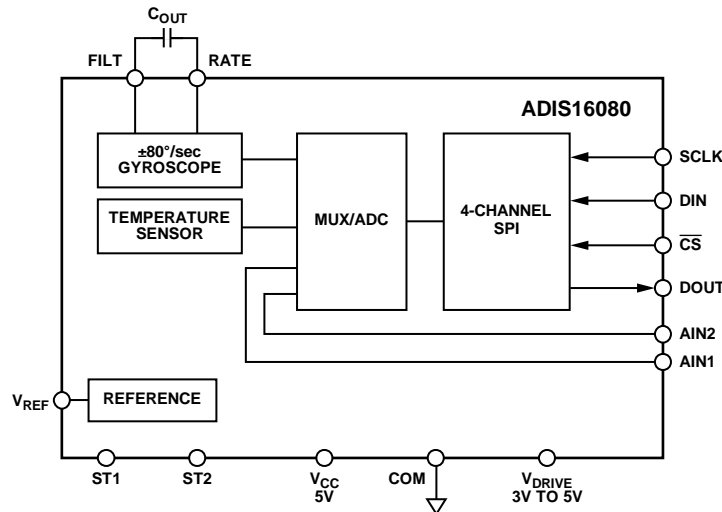 COUT
FILT
RATE
ADIS16080
±80°/sec
GYROSCOPE
TEMPERATURE
SENSOR
MUX/ADC
4-CHANNEL
SPI
SCLK
DIN
CS
DOUT
AIN2
AIN1
VREF
REFERENCE
ST1
ST2
VCC
5V
COM
VDRIVE
3V TO 5V